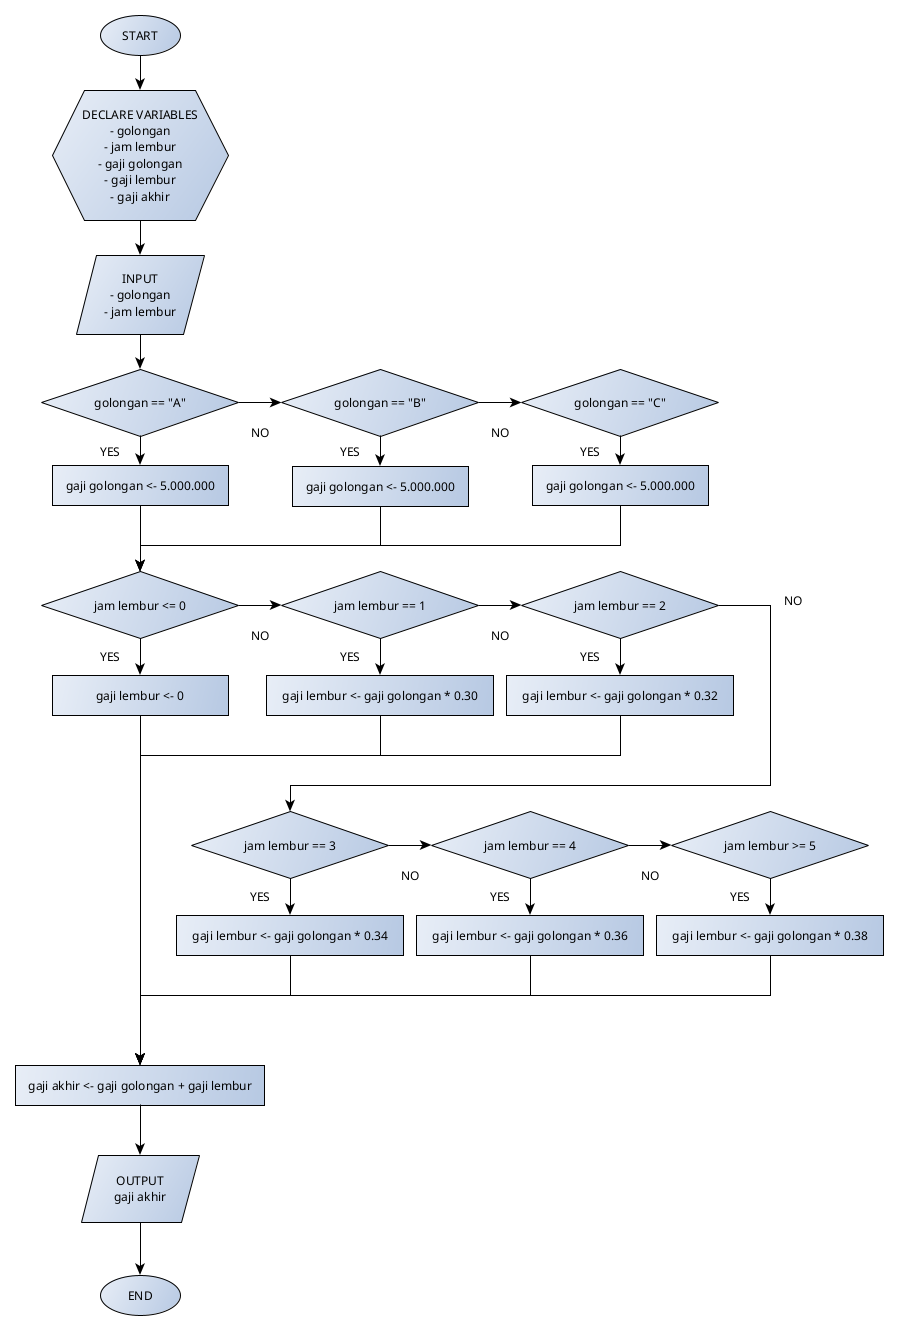 START
DECLARE VARIABLES
- golongan
- jam lembur
- gaji golongan
- gaji lembur
- gaji akhir
INPUT
- golongan
- jam lembur
golongan == "A"
golongan == "B"
golongan == "C"
NO
NO
YES
YES
YES
gaji golongan <- 5.000.000
gaji golongan <- 5.000.000
gaji golongan <- 5.000.000
jam lembur <= 0
jam lembur == 1
jam lembur == 2
NO
NO
NO
YES
YES
YES
gaji lembur <- 0
gaji lembur <- gaji golongan * 0.30
gaji lembur <- gaji golongan * 0.32
jam lembur == 3
jam lembur == 4
jam lembur >= 5
NO
NO
YES
YES
YES
gaji lembur <- gaji golongan * 0.34
gaji lembur <- gaji golongan * 0.36
gaji lembur <- gaji golongan * 0.38
gaji akhir <- gaji golongan + gaji lembur
OUTPUT
gaji akhir
END